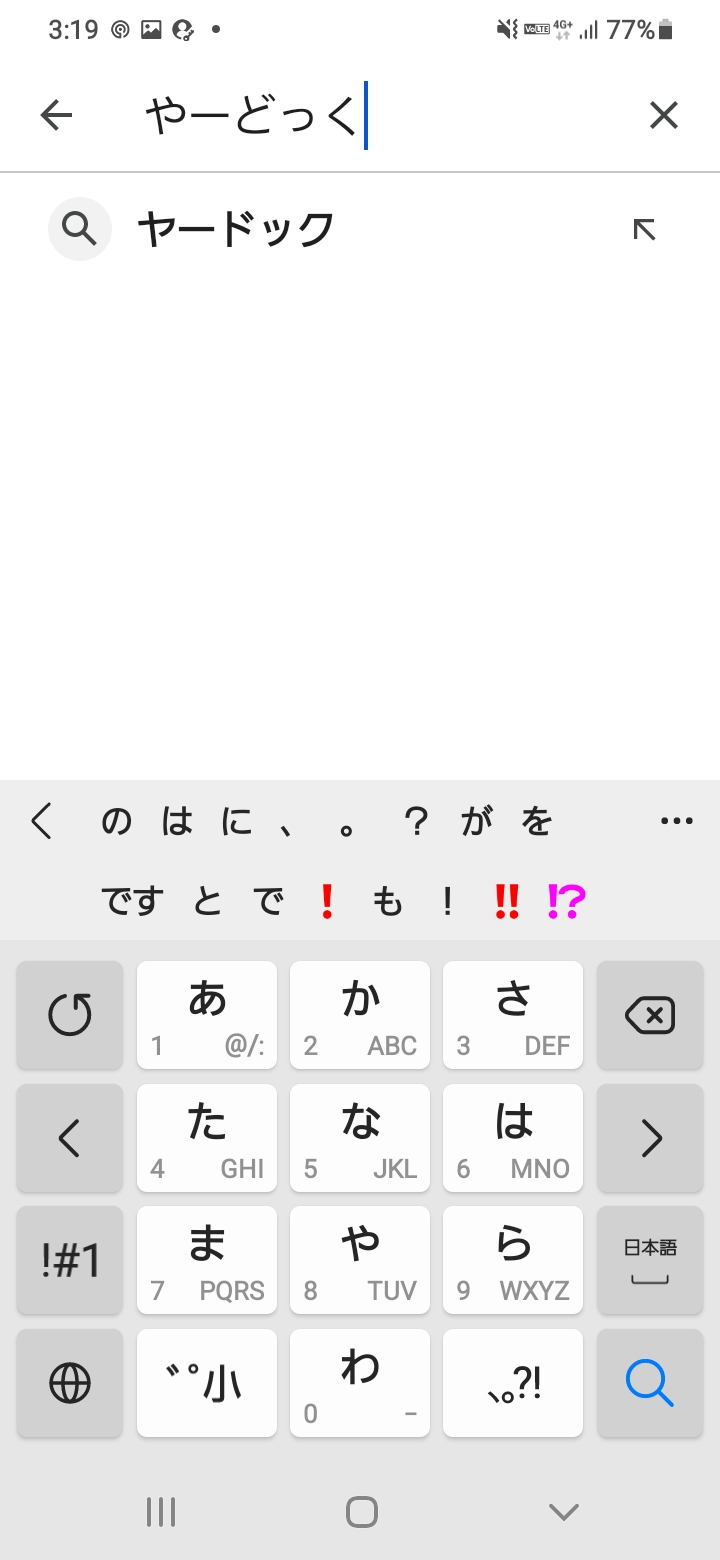 3:19 VoLTE 4G+ 77%
やーどっく
ヤードック
の は に 、 。 ? が を …
です と で ! も ! !! !?
あ か さ
1 @/: 2 ABC 3 DEF
た な は
4 GHI 5 JKL 6 MNO
!#1 ま や ら 日本語
7 PQRS 8 TUV 9 WXYZ
゛゜小 わ 、。?!
0 −